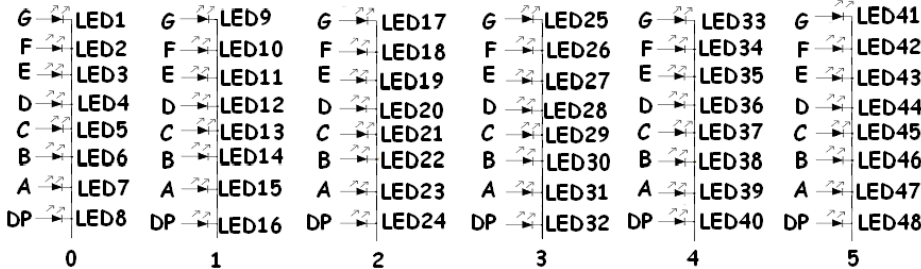 G LED1 G LED9 G LED17 G LED25 G LED33 G LED41
F LED2 F LED10 F LED18 F LED26 F LED34 F LED42
E LED3 E LED11 E LED19 E LED27 E LED35 E LED43
D LED4 D LED12 D LED20 D LED28 D LED36 D LED44
C LED5 C LED13 C LED21 C LED29 C LED37 C LED45
B LED6 B LED14 B LED22 B LED30 B LED38 B LED46
A LED7 A LED15 A LED23 A LED31 A LED39 A LED47
DP LED8 DP LED16 DP LED24 DP LED32 DP LED40 DP LED48
0 1 2 3 4 5